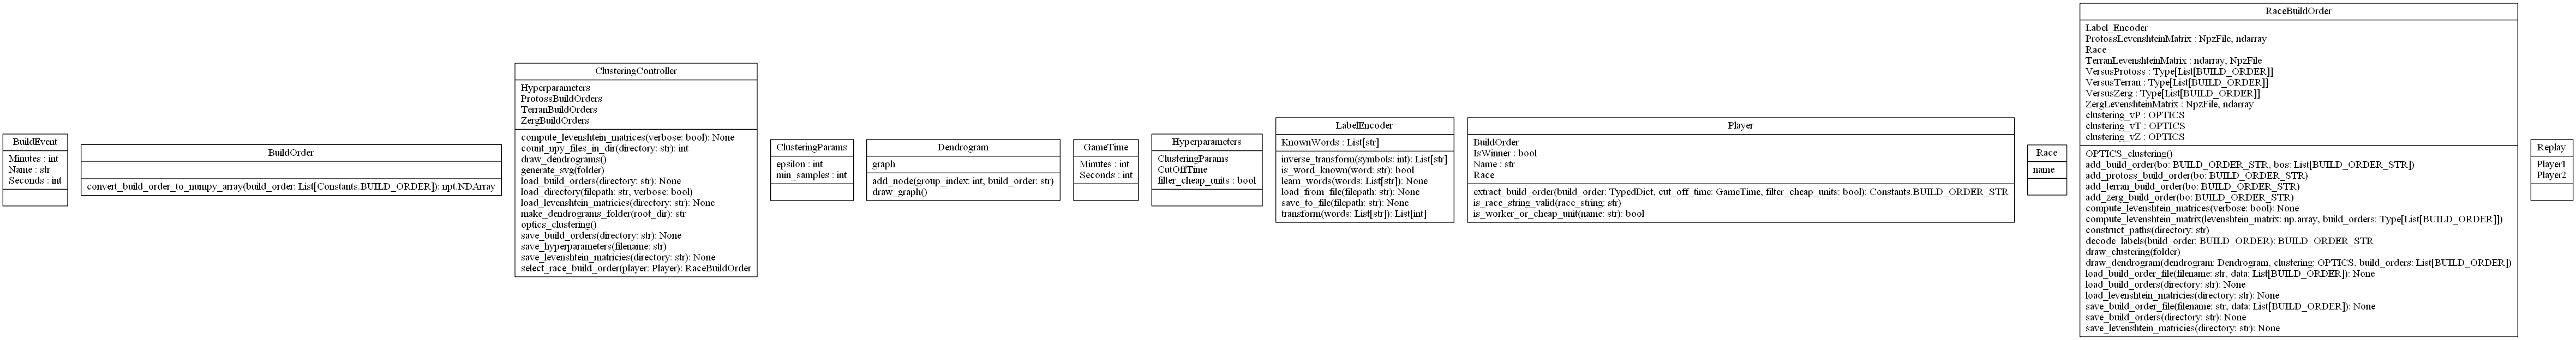 BuildEvent
Minutes : int
Name : str
Seconds : int
BuildOrder
convert_build_order_to_numpy_array(build_order: List[Constants.BUILD_ORDER]): npt.NDArray
ClusteringController
Hyperparameters
ProtossBuildOrders
TerranBuildOrders
ZergBuildOrders
compute_levenshtein_matrices(verbose: bool): None
count_npy_files_in_dir(directory: str): int
draw_dendrograms()
generate_svg(folder)
load_build_orders(directory: str): None
load_directory(filepath: str, verbose: bool)
load_levenshtein_matricies(directory: str): None
make_dendrograms_folder(root_dir): str
optics_clustering()
save_build_orders(directory: str): None
save_hyperparameters(filename: str)
save_levenshtein_matricies(directory: str): None
select_race_build_order(player: Player): RaceBuildOrder
ClusteringParams
epsilon : int
min_samples : int
Dendrogram
graph
add_node(group_index: int, build_order: str)
draw_graph()
GameTime
Minutes : int
Seconds : int
Hyperparameters
ClusteringParams
CutOffTime
filter_cheap_units : bool
LabelEncoder
KnownWords : List[str]
inverse_transform(symbols: int): List[str]
is_word_known(word: str): bool
learn_words(words: List[str]): None
load_from_file(filepath: str): None
save_to_file(filepath: str): None
transform(words: List[str]): List[int]
Player
BuildOrder
IsWinner : bool
Name : str
Race
extract_build_order(build_order: TypedDict, cut_off_time: GameTime, filter_cheap_units: bool): Constants.BUILD_ORDER_STR
is_race_string_valid(race_string: str)
is_worker_or_cheap_unit(name: str): bool
Race
name
RaceBuildOrder
Label_Encoder
ProtossLevenshteinMatrix : NpzFile, ndarray
Race
TerranLevenshteinMatrix : ndarray, NpzFile
VersusProtoss : Type[List[BUILD_ORDER]]
VersusTerran : Type[List[BUILD_ORDER]]
VersusZerg : Type[List[BUILD_ORDER]]
ZergLevenshteinMatrix : NpzFile, ndarray
clustering_vP : OPTICS
clustering_vT : OPTICS
clustering_vZ : OPTICS
OPTICS_clustering()
add_build_order(bo: BUILD_ORDER_STR, bos: List[BUILD_ORDER_STR])
add_protoss_build_order(bo: BUILD_ORDER_STR)
add_terran_build_order(bo: BUILD_ORDER_STR)
add_zerg_build_order(bo: BUILD_ORDER_STR)
compute_levenshtein_matrices(verbose: bool): None
compute_levenshtein_matrix(levenshtein_matrix: np.array, build_orders: Type[List[BUILD_ORDER]])
construct_paths(directory: str)
decode_labels(build_order: BUILD_ORDER): BUILD_ORDER_STR
draw_clustering(folder)
draw_dendrogram(dendrogram: Dendrogram, clustering: OPTICS, build_orders: List[BUILD_ORDER])
load_build_order_file(filename: str, data: List[BUILD_ORDER]): None
load_build_orders(directory: str): None
load_levenshtein_matricies(directory: str): None
save_build_order_file(filename: str, data: List[BUILD_ORDER]): None
save_build_orders(directory: str): None
save_levenshtein_matricies(directory: str): None
Replay
Player1
Player2